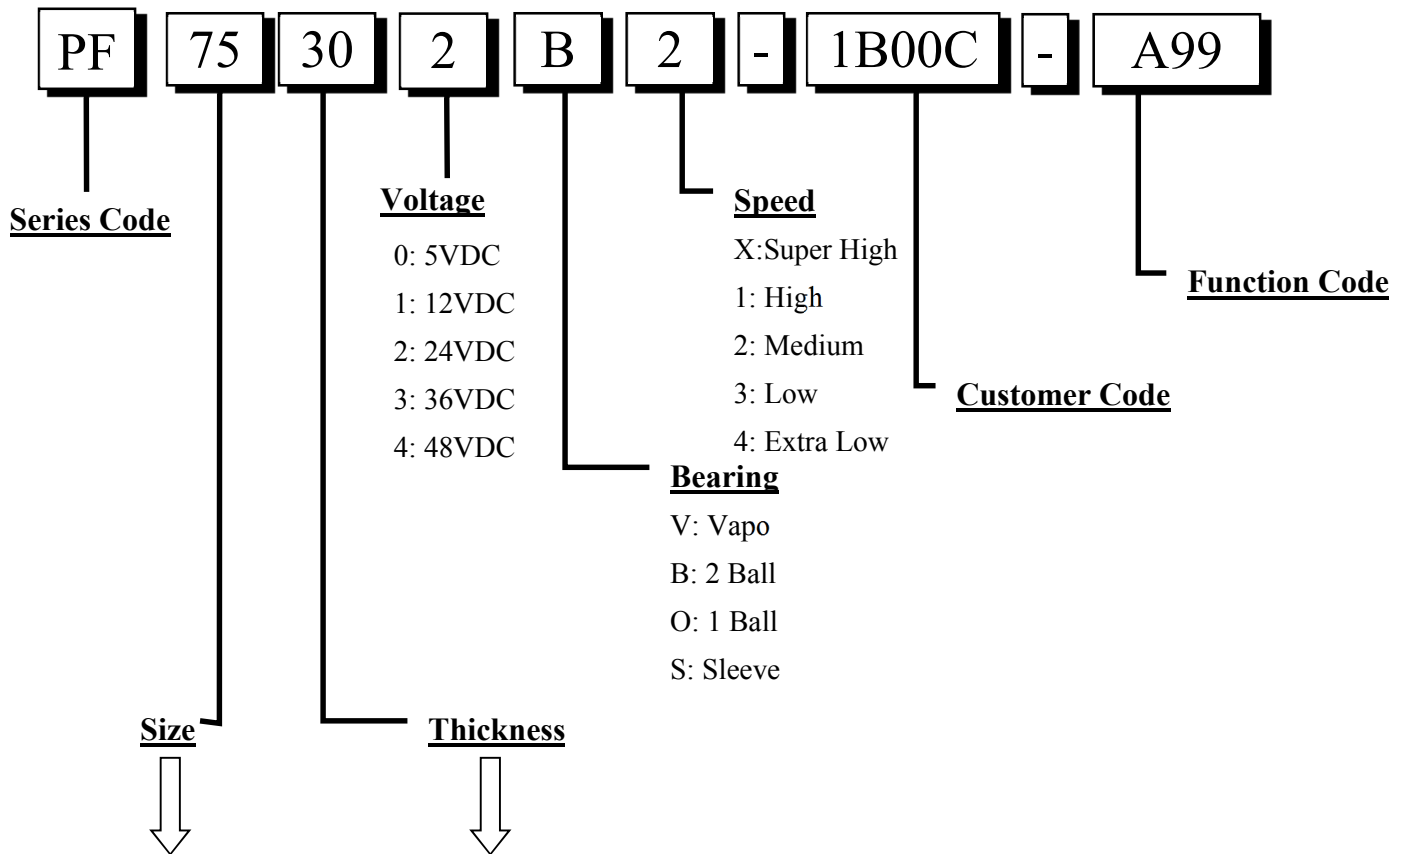 PF 75 30 2 B 2 - 1B00C - A99
Series Code
Voltage
0: 5VDC
1: 12VDC
2: 24VDC
3: 36VDC
4: 48VDC
Speed
X:Super High
1: High
2: Medium
3: Low
4: Extra Low
Function Code
Customer Code
Bearing
V: Vapo
B: 2 Ball
O: 1 Ball
S: Sleeve
Size
Thickness